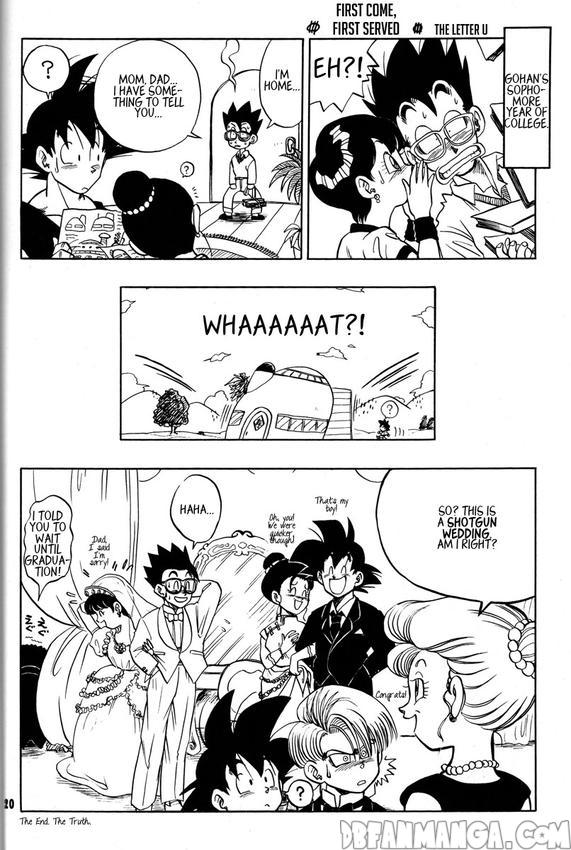 FIRST COME,
FIRST SERVED
THE LETTER U
GOHAN'S
SOPHO-
MORE
YEAR OF
COLLEGE.
EH?!
I'M
HOME...
MOM, DAD...
I HAVE SOME-
THING TO TELL
YOU...
?
?
WHAAAAAAT?!
?
SO? THIS IS
A SHOTGUN
WEDDING,
AM I RIGHT?
That's my
boy!
Oh, you!
We were
quicker
though!
HAHA...
Dad,
I said
I'm
sorry!
I TOLD
YOU TO
WAIT
UNTIL
GRADUA-
TION!
Congrats!
?
?
20
The End. The Truth.
DBFANMANGA.COM